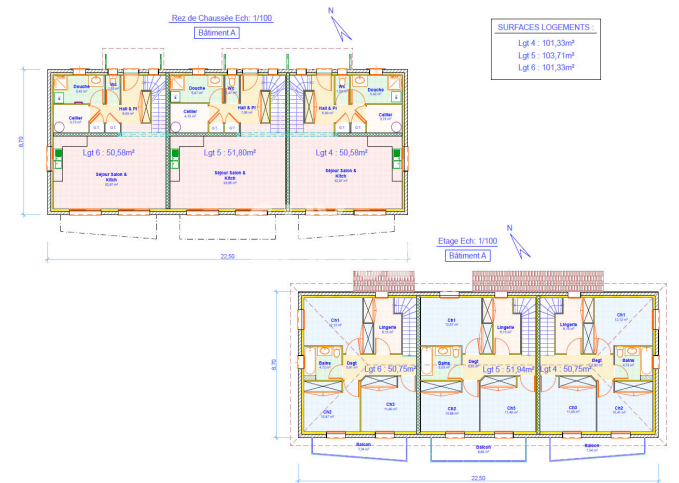 Rez de Chaussée Ech: 1/100
Bâtiment A
N
SURFACES LOGEMENTS :
Lgt 4 : 101,33m²
Lgt 5 : 103,71m²
Lgt 6 : 101,33m²
Douche
Wc
Hall & Pl
Cellier
Douche
Wc
Hall & Pl
Cellier
Wc
Douche
Hall & Pl
Cellier
G.T.
G.T.
G.T.
G.T.
G.T.
G.T.
Lgt 6 : 50,58m²
Lgt 5 : 51,80m²
Lgt 4 : 50,58m²
Séjour Salon &
Kitch
Séjour Salon &
Kitch
Séjour Salon &
Kitch
8,70
22,50
Etage Ech: 1/100
Bâtiment A
N
Ch1
Lingerie
Ch1
Lingerie
Lingerie
Ch1
Bains
Degt
Bains
Degt
Degt
Bains
Lgt 6 : 50,75m²
Lgt 5 : 51,94m²
Lgt 4 : 50,75m²
Ch2
Ch3
Ch2
Ch3
Ch3
Ch2
Balcon
Balcon
Balcon
8,70
22,50